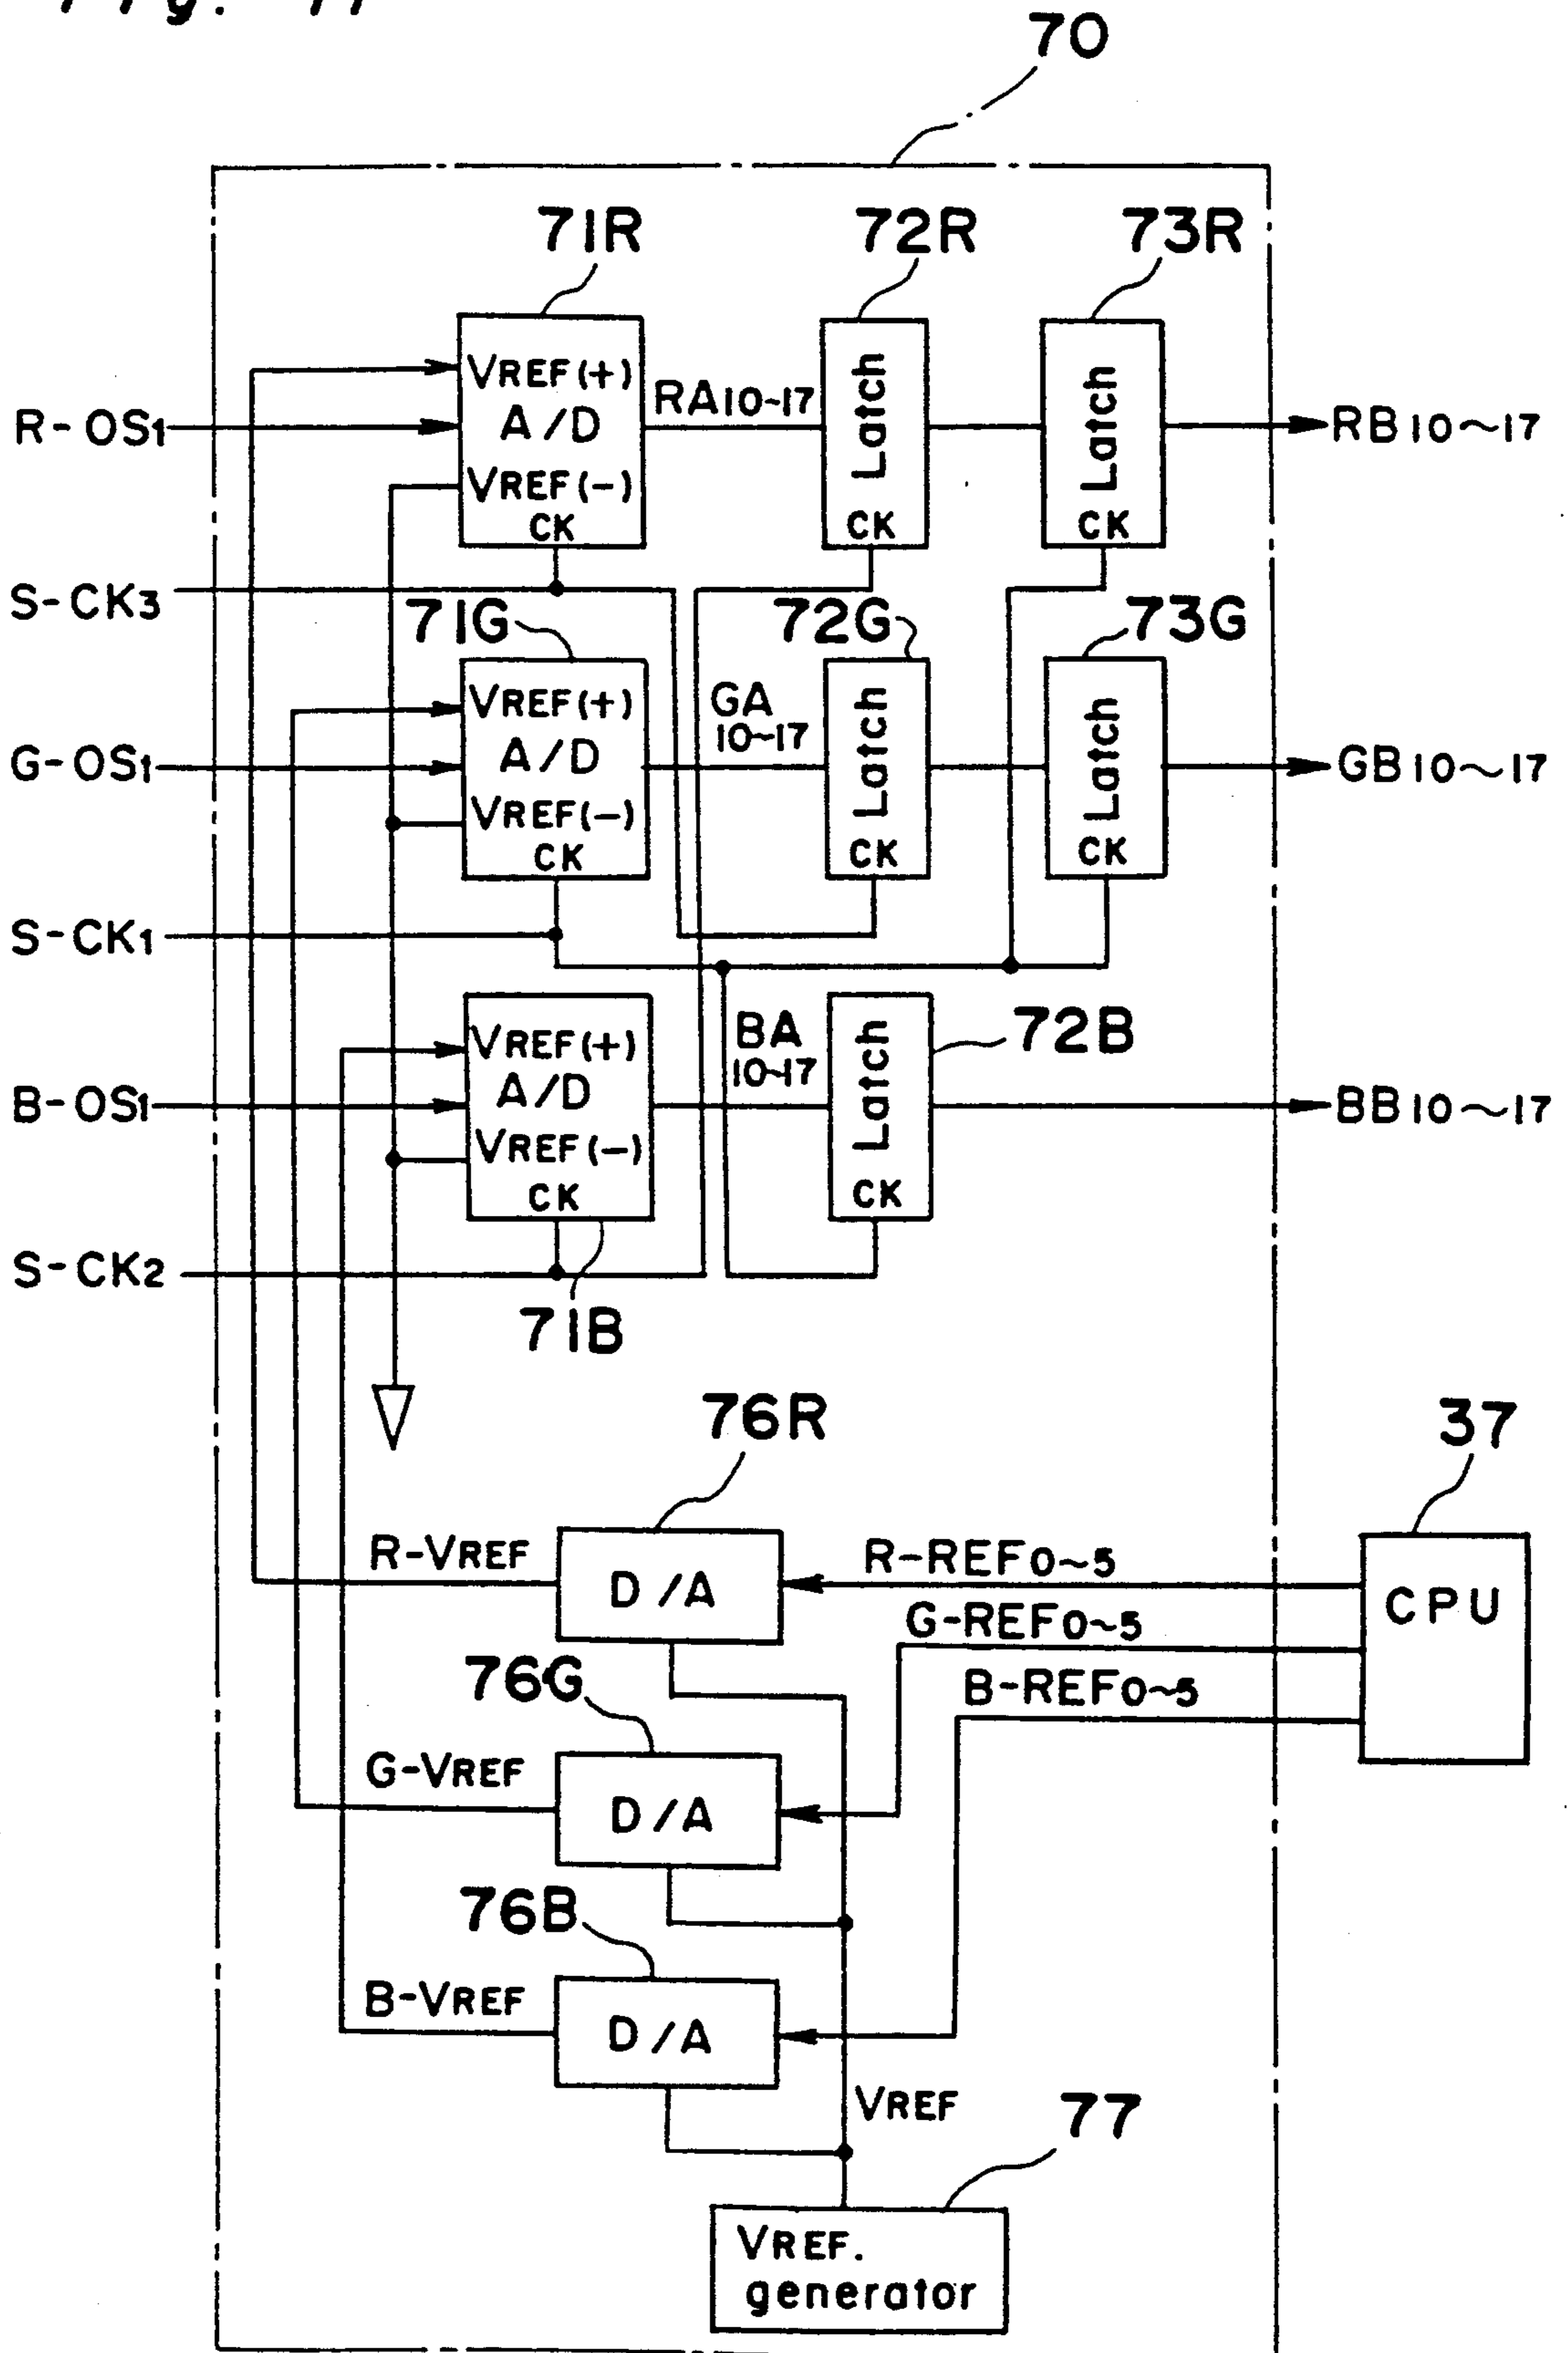 Fig. 11
70
71R 72R 73R
VREF(+)
R-OS1 A/D RA10~17 Latch Latch RB10~17
VREF(-)
CK CK CK
S-CK3
71G 72G 73G
VREF(+) GA
10~17
G-OS1 A/D Latch Latch GB10~17
VREF(-)
CK CK CK
S-CK1
VREF(+) BA 72B
10~17
B-OS1 A/D Latch BB10~17
VREF(-)
CK CK
S-CK2
71B
76R 37
R-VREF D/A R-REF0~5 CPU
G-REF0~5
76G B-REF0~5
G-VREF D/A
76B
B-VREF D/A
VREF 77
VREF.
generator